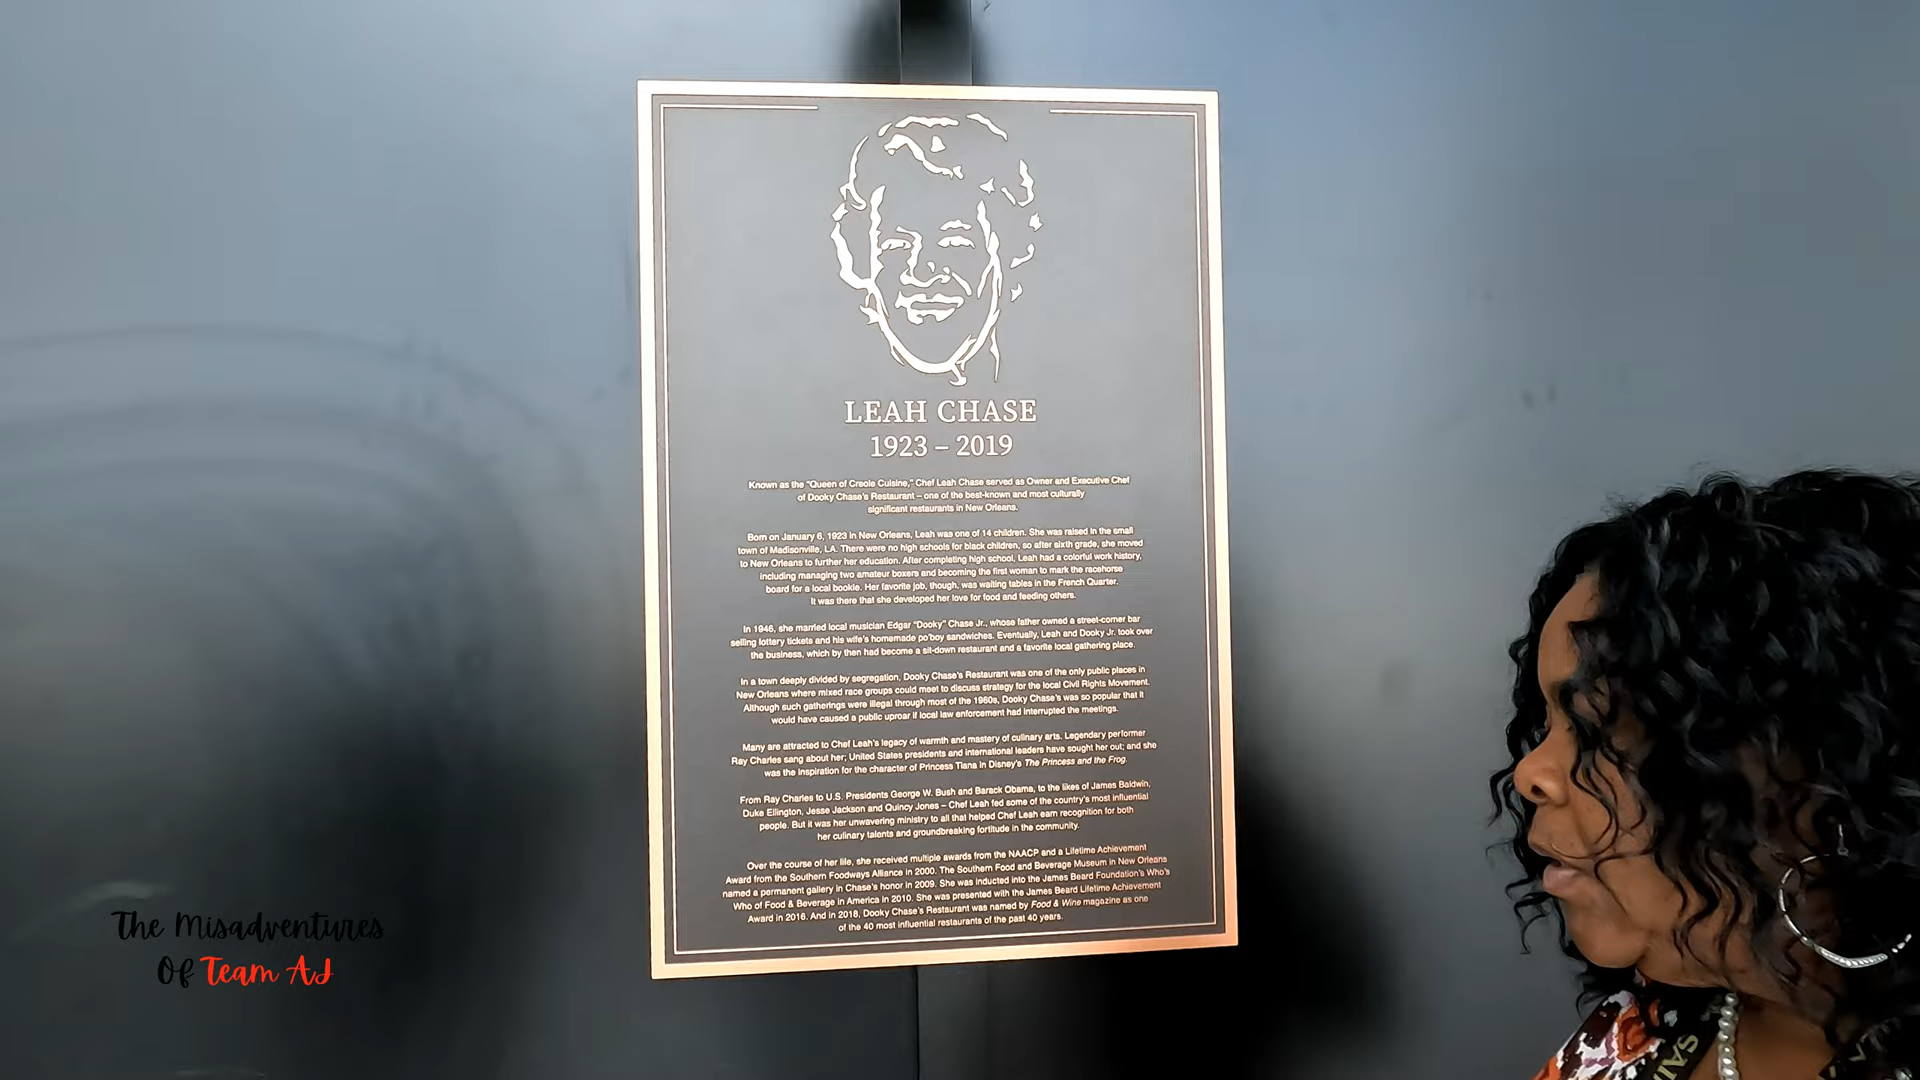 LEAH CHASE
1923 – 2019
Known as the "Queen of Creole Cuisine," Chef Leah Chase served as Owner and Executive Chef
of Dooky Chase's Restaurant – one of the best-known and most culturally
significant restaurants in New Orleans.
Born on January 6, 1923 in New Orleans, Leah was one of 14 children. She was raised in the small
town of Madisonville, LA. There were no high schools for black children, so after sixth grade, she moved
to New Orleans to further her education. After completing high school, Leah had a colorful work history,
including managing two amateur boxers and becoming the first woman to mark the racehorse
board for a local bookie. Her favorite job, though, was waiting tables in the French Quarter.
It was there that she developed her love for food and feeding others.
In 1946, she married local musician Edgar "Dooky" Chase Jr., whose father owned a street-corner bar
selling lottery tickets and his wife's homemade po'boy sandwiches. Eventually, Leah and Dooky Jr. took over
the business, which by then had become a sit-down restaurant and a favorite local gathering place.
In a town deeply divided by segregation, Dooky Chase's Restaurant was one of the only public places in
New Orleans where mixed race groups could meet to discuss strategy for the local Civil Rights Movement.
Although such gatherings were illegal through most of the 1960s, Dooky Chase's was so popular that it
would have caused a public uproar if local law enforcement had interrupted the meetings.
Many are attracted to Chef Leah's legacy of warmth and mastery of culinary arts. Legendary performer
Ray Charles sang about her; United States presidents and international leaders have sought her out; and she
was the inspiration for the character of Princess Tiana in Disney's The Princess and the Frog.
From Ray Charles to U.S. Presidents George W. Bush and Barack Obama, to the likes of James Baldwin,
Duke Ellington, Jesse Jackson and Quincy Jones – Chef Leah fed some of the country's most influential
people. But it was her unwavering ministry to all that helped Chef Leah earn recognition for both
her culinary talents and groundbreaking fortitude in the community.
Over the course of her life, she received multiple awards from the NAACP and a Lifetime Achievement
Award from the Southern Foodways Alliance in 2000. The Southern Food and Beverage Museum in New Orleans
named a permanent gallery in Chase's honor in 2009. She was inducted into the James Beard Foundation's Who's
Who of Food & Beverage in America in 2010. She was presented with the James Beard Lifetime Achievement
Award in 2016. And in 2018, Dooky Chase's Restaurant was named by Food & Wine magazine as one
of the 40 most influential restaurants of the past 40 years.
The Misadventures
Of Team AJ